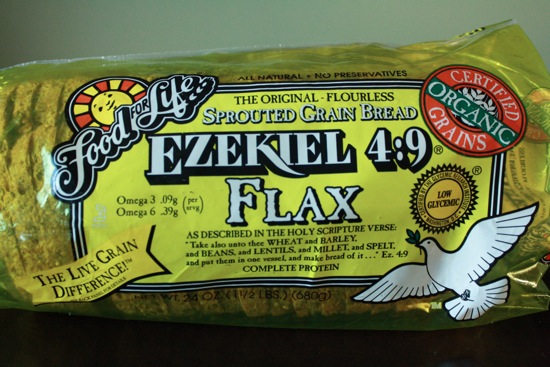 ALL NATURAL • NO PRESERVATIVES
Food FOR Life
THE ORIGINAL - FLOURLESS
SPROUTED GRAIN BREAD
EZEKIEL 4:9®
FLAX
CERTIFIED
ORGANIC
GRAINS
Omega 3 .09g
Omega 6 .39g
(per srvg)
LOW
GLYCEMIC
AS DESCRIBED IN THE HOLY SCRIPTURE VERSE:
"Take also unto thee WHEAT and BARLEY,
and BEANS, and LENTILS, and MILLET, and SPELT,
and put them in one vessel, and make bread of it . . ." Ez. 4:9
COMPLETE PROTEIN
THE LIVE GRAIN
DIFFERENCE!™
NET WT. 24 OZ. (1 1/2 LBS.) (680g)